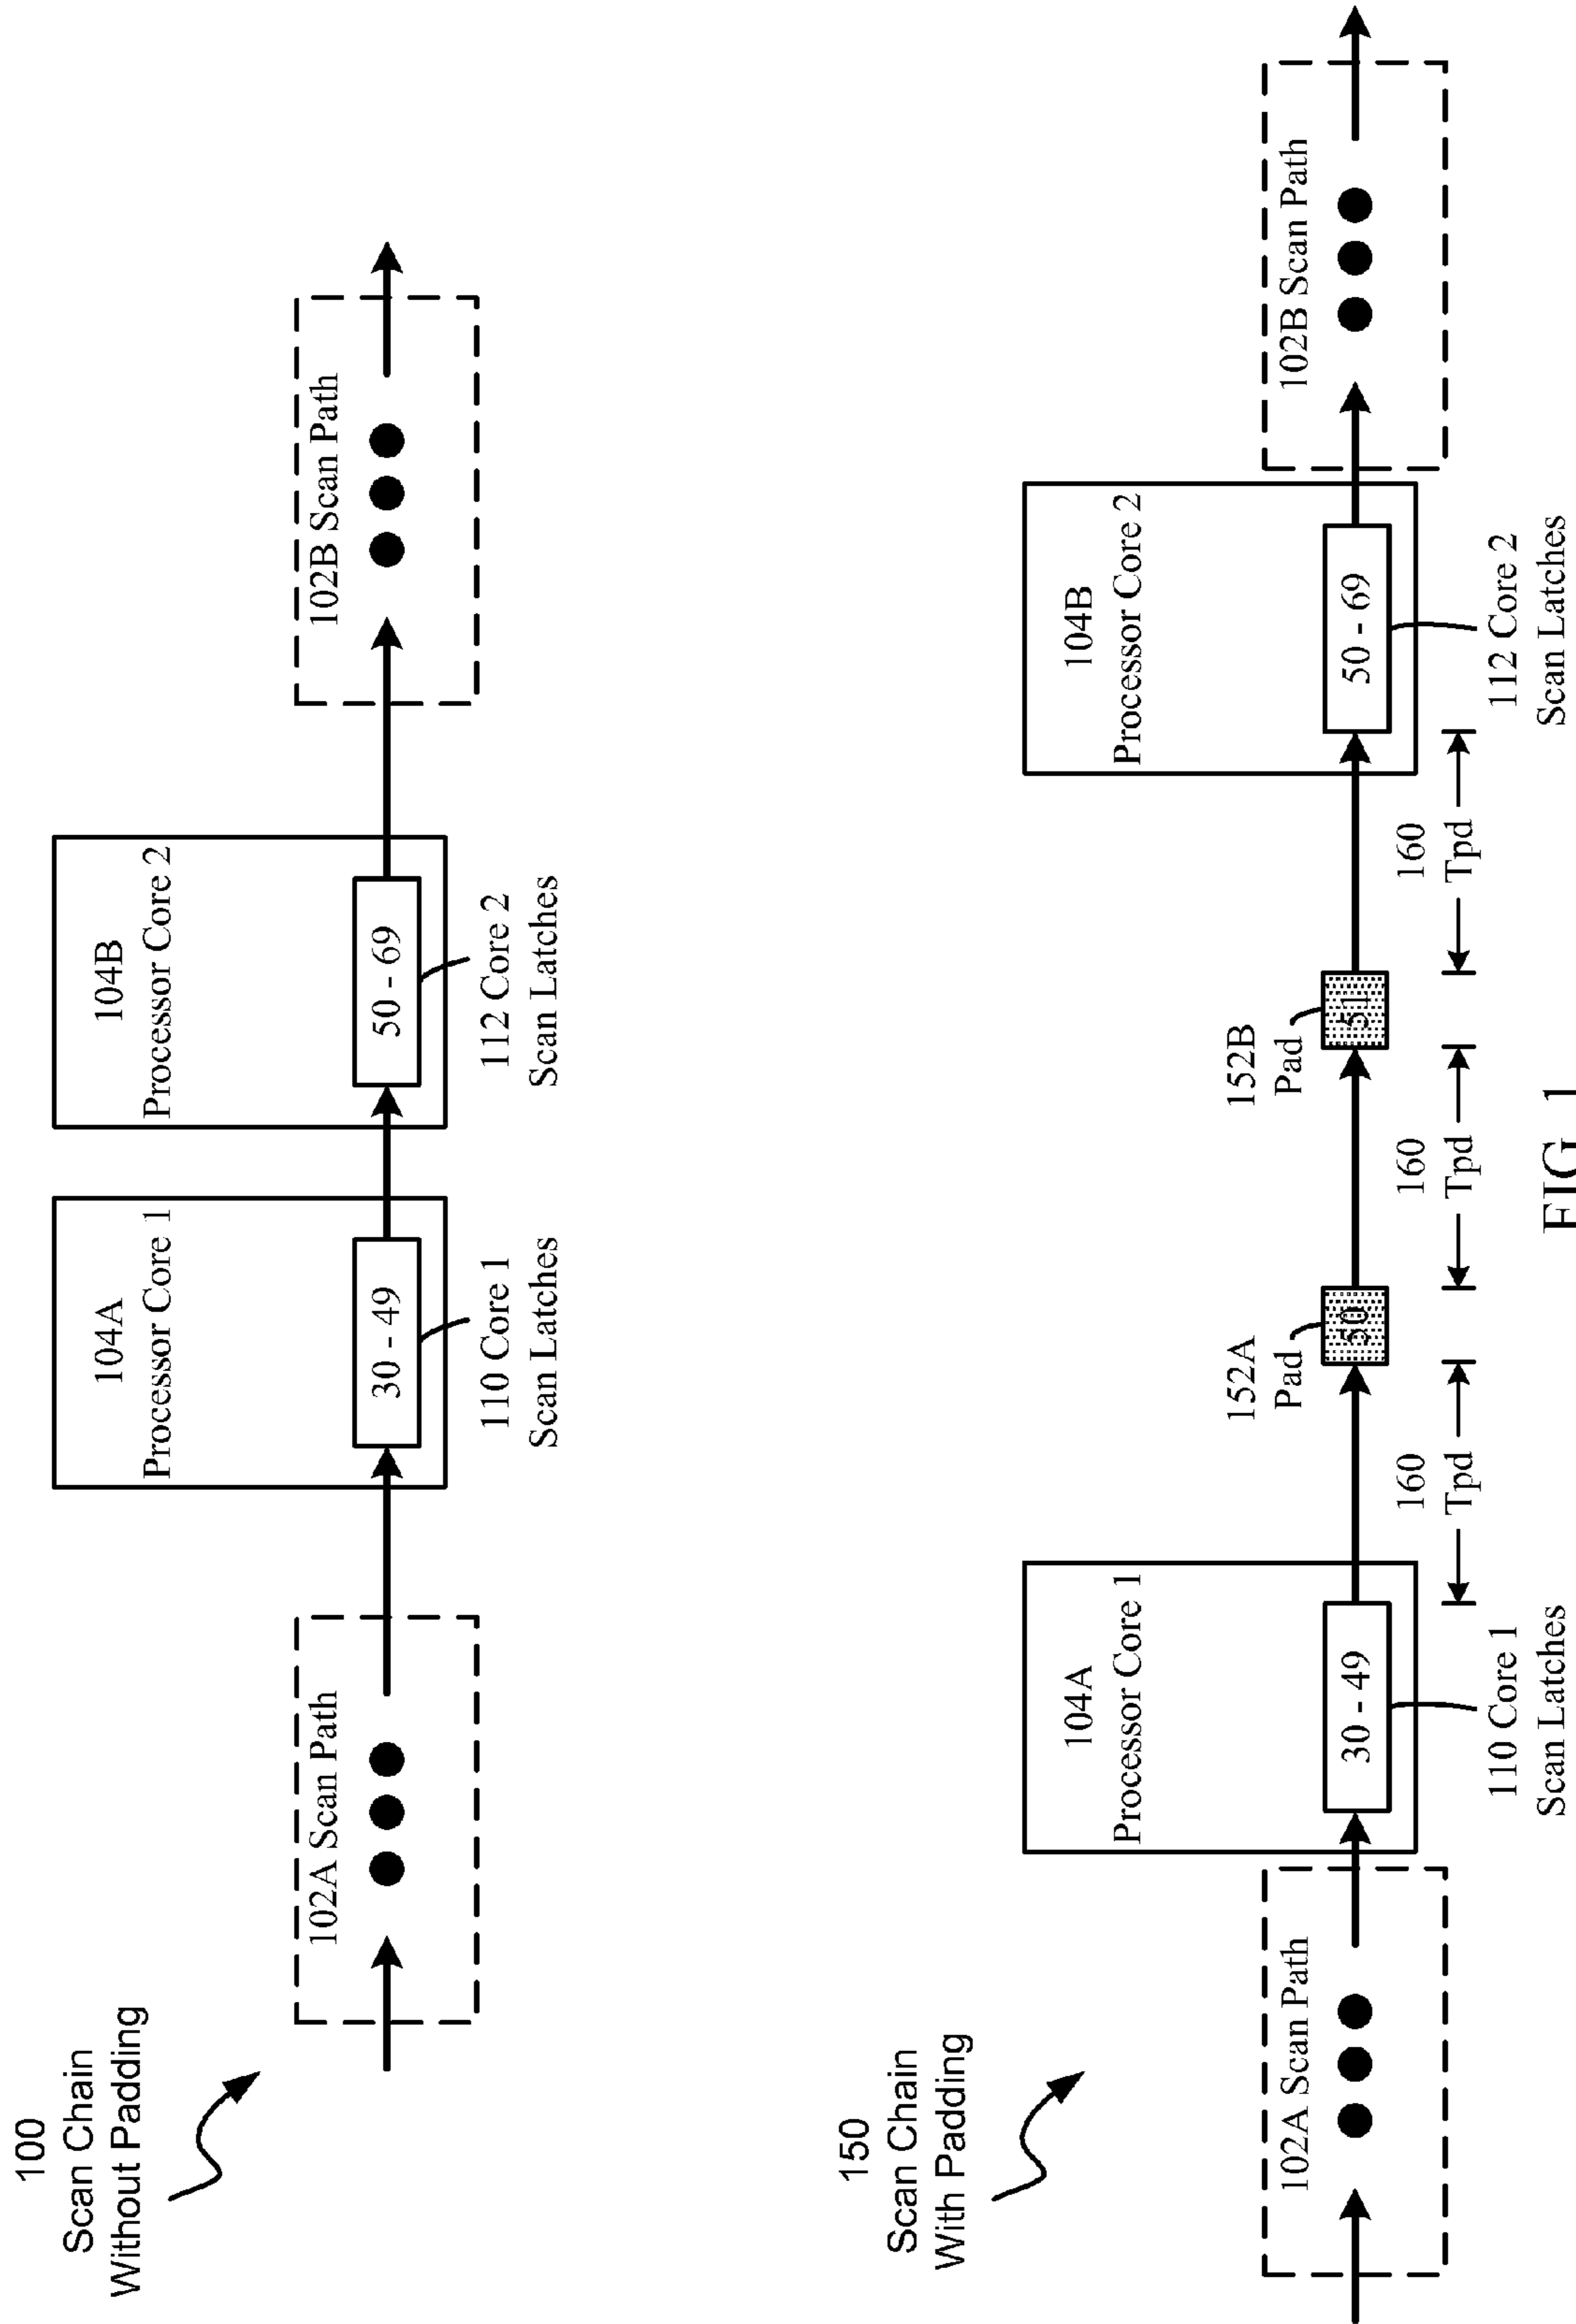 100
Scan Chain
Without Padding
102A Scan Path
104A
Processor Core 1
30 - 49
110 Core 1
Scan Latches
104B
Processor Core 2
50 - 69
112 Core 2
Scan Latches
102B Scan Path
150
Scan Chain
With Padding
102A Scan Path
104A
Processor Core 1
30 - 49
110 Core 1
Scan Latches
160
Tpd
152A
Pad
50
160
Tpd
152B
Pad
51
160
Tpd
104B
Processor Core 2
50 - 69
112 Core 2
Scan Latches
102B Scan Path
FIG. 1